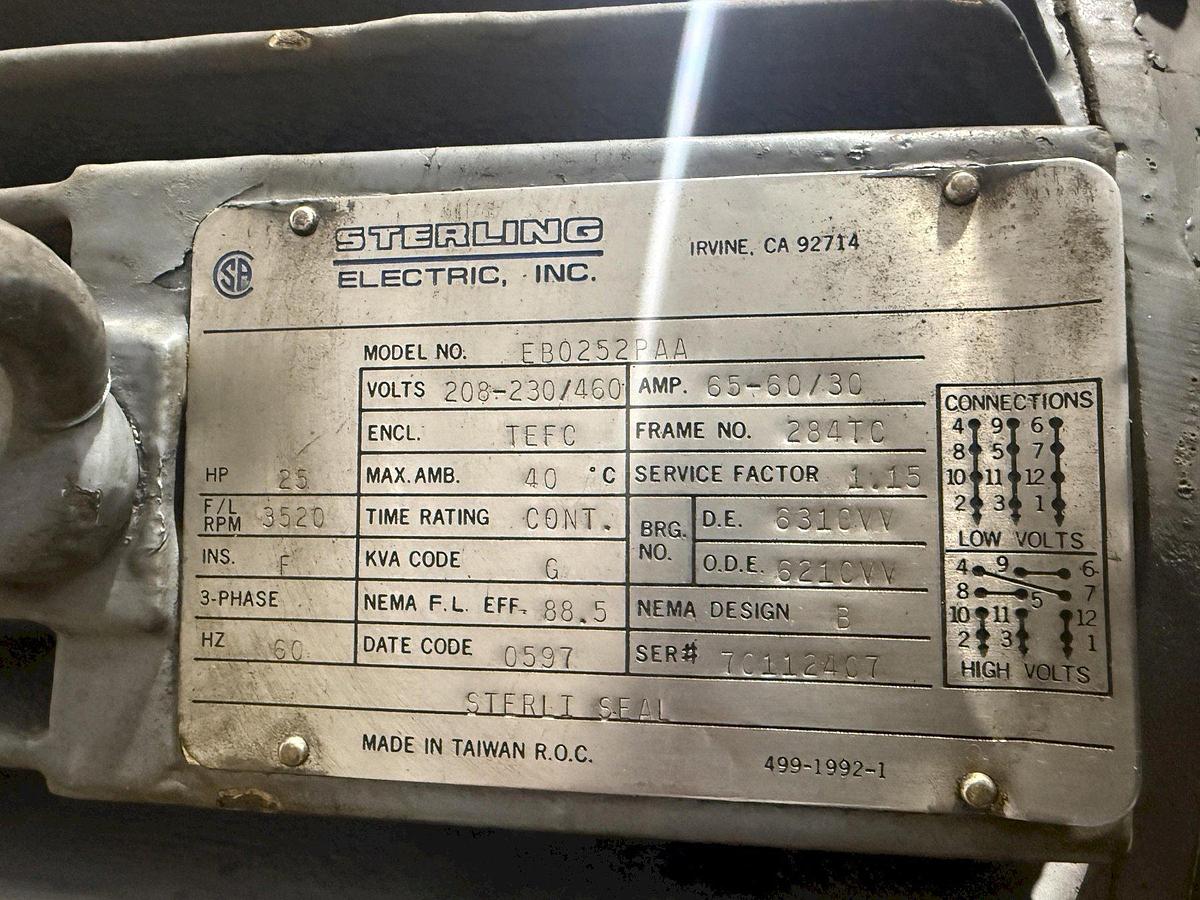 SA
STERLING
ELECTRIC, INC.
IRVINE, CA 92714
MODEL NO. EB0252PAA
VOLTS 208-230/460 AMP. 65-60/30
ENCL. TEFC FRAME NO. 284TC
HP 25 MAX. AMB. 40 °C SERVICE FACTOR 1.15
F/L RPM 3520 TIME RATING CONT. BRG. NO. D.E. 6310VV
INS. F KVA CODE G O.D.E. 6210VV
3-PHASE NEMA F.L. EFF. 88.5 NEMA DESIGN B
HZ 60 DATE CODE 0597 SER# 7C1124C7
STERLI SEAL
MADE IN TAIWAN R.O.C. 499-1992-1
CONNECTIONS
4 9 6
8 5 7
10 11 12
2 3 1
LOW VOLTS
4 9 6
8 5 7
10 11 12
2 3 1
HIGH VOLTS